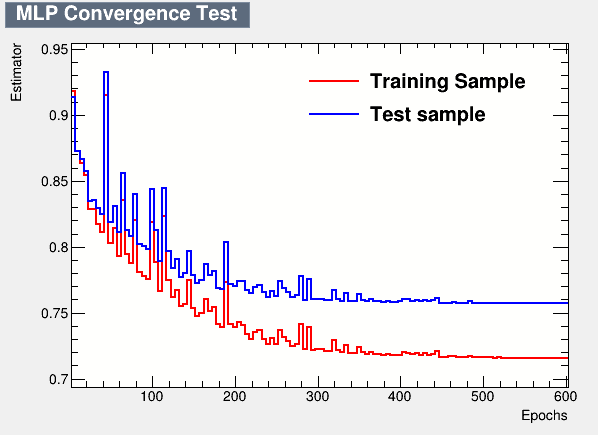 MLP Convergence Test
Estimator
0.95
0.9
0.85
0.8
0.75
0.7
Training Sample
Test sample
100 200 300 400 500 600
Epochs